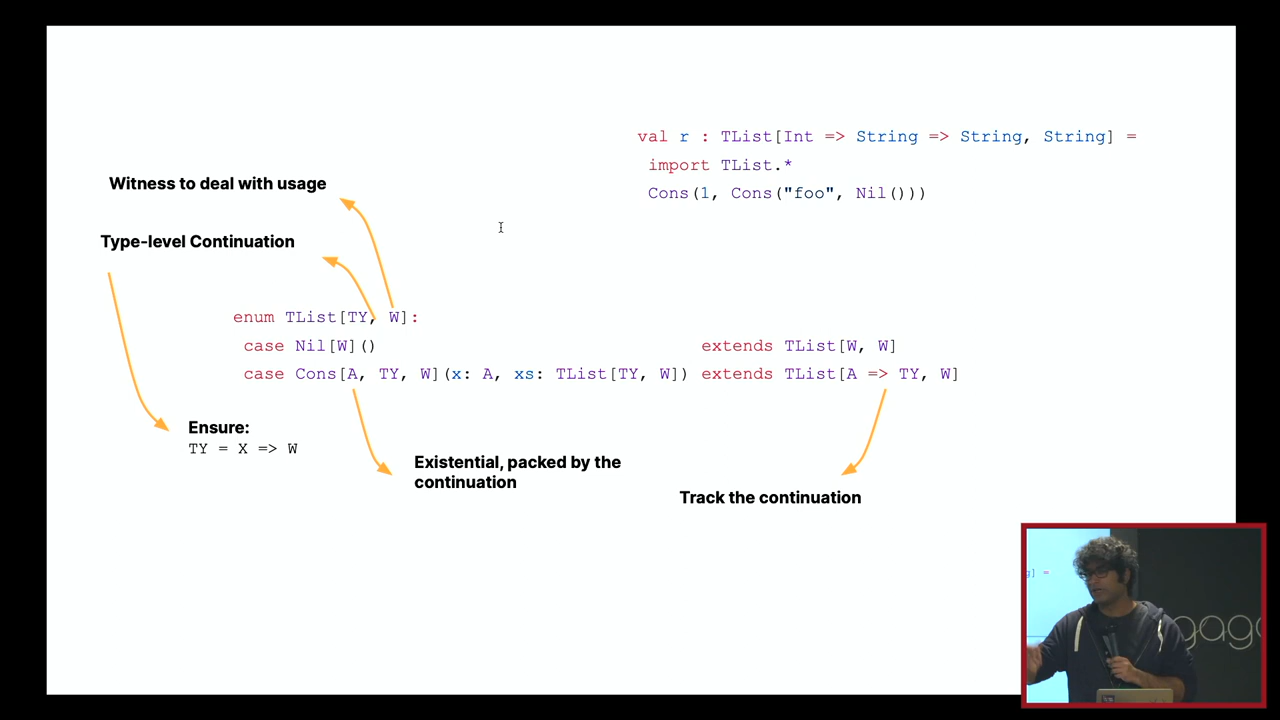 val r : TList[Int => String => String, String] =
import TList.*
Cons(1, Cons("foo", Nil()))
Witness to deal with usage
Type-level Continuation
enum TList[TY, W]:
case Nil[W]() extends TList[W, W]
case Cons[A, TY, W](x: A, xs: TList[TY, W]) extends TList[A => TY, W]
Ensure:
TY = X => W
Existential, packed by the
continuation
Track the continuation
g] =